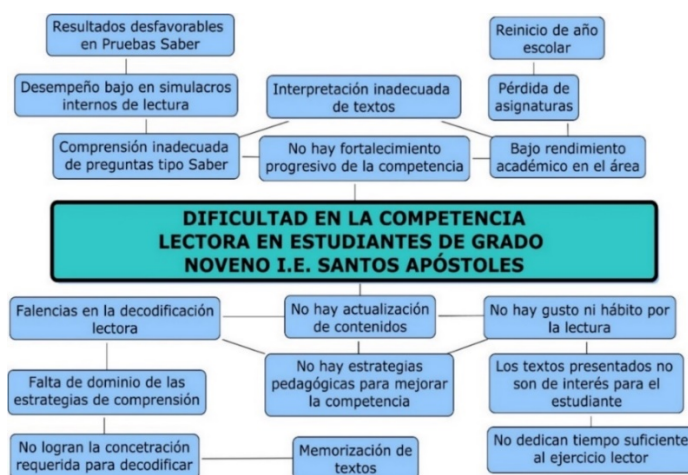 Resultados desfavorables
en Pruebas Saber
Reinicio de año
escolar
Desempeño bajo en simulacros
internos de lectura
Interpretación inadecuada
de textos
Pérdida de
asignaturas
Comprensión inadecuada
de preguntas tipo Saber
No hay fortalecimiento
progresivo de la competencia
Bajo rendimiento
académico en el área
DIFICULTAD EN LA COMPETENCIA
LECTORA EN ESTUDIANTES DE GRADO
NOVENO I.E. SANTOS APÓSTOLES
Falencias en la decodificación
lectora
No hay actualización
de contenidos
No hay gusto ni hábito por
la lectura
Falta de dominio de las
estrategias de comprensión
No hay estrategias
pedagógicas para mejorar
la competencia
Los textos presentados no
son de interés para el
estudiante
No logran la concetración
requerida para decodificar
Memorización de
textos
No dedican tiempo suficiente
al ejercicio lector